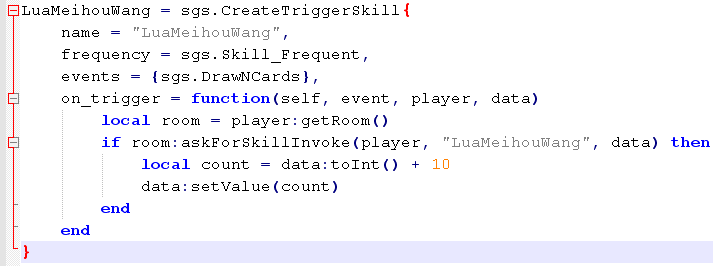 LuaMeihouWang = sgs.CreateTriggerSkill{
    name = "LuaMeihouWang",
    frequency = sgs.Skill_Frequent,
    events = {sgs.DrawNCards},
    on_trigger = function(self, event, player, data)
        local room = player:getRoom()
        if room:askForSkillInvoke(player, "LuaMeihouWang", data) then
            local count = data:toInt() + 10
            data:setValue(count)
        end
    end
}